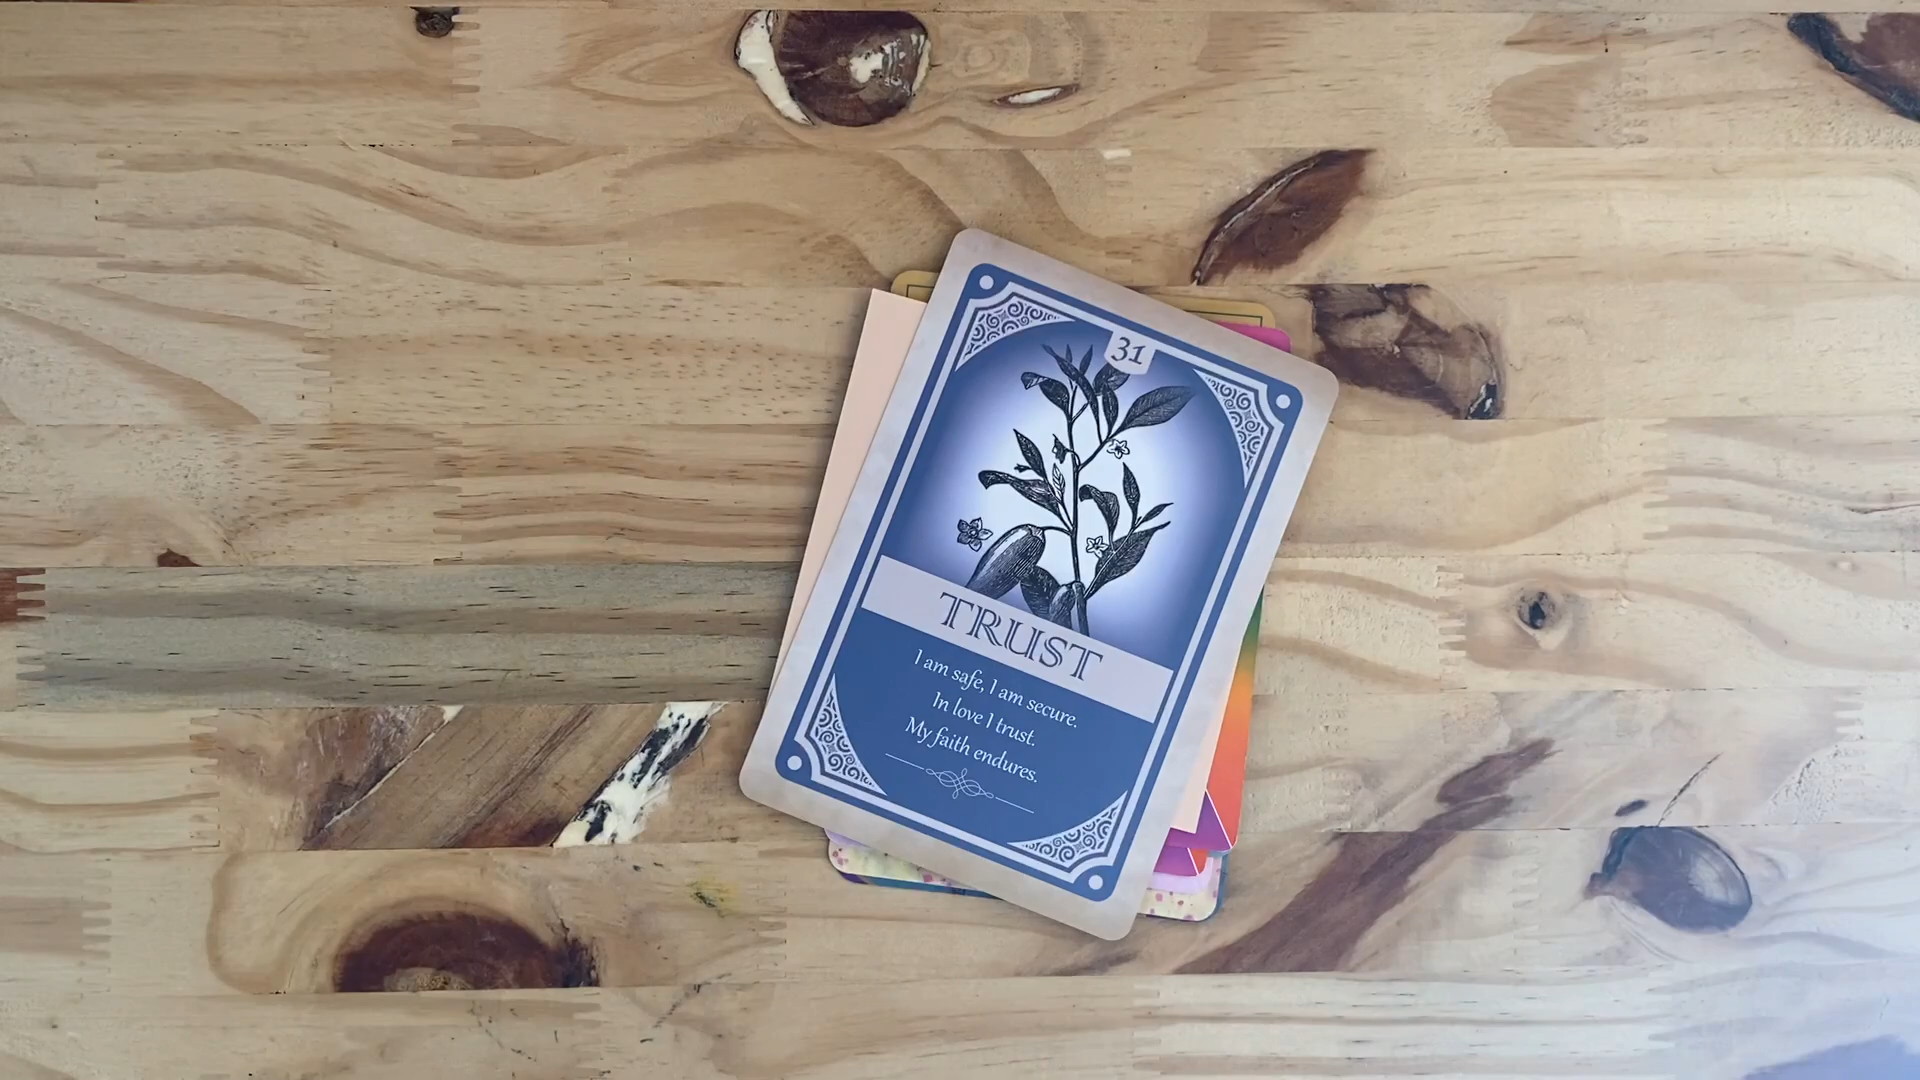 31
TRUST
I am safe, I am secure.
In love I trust.
My faith endures.